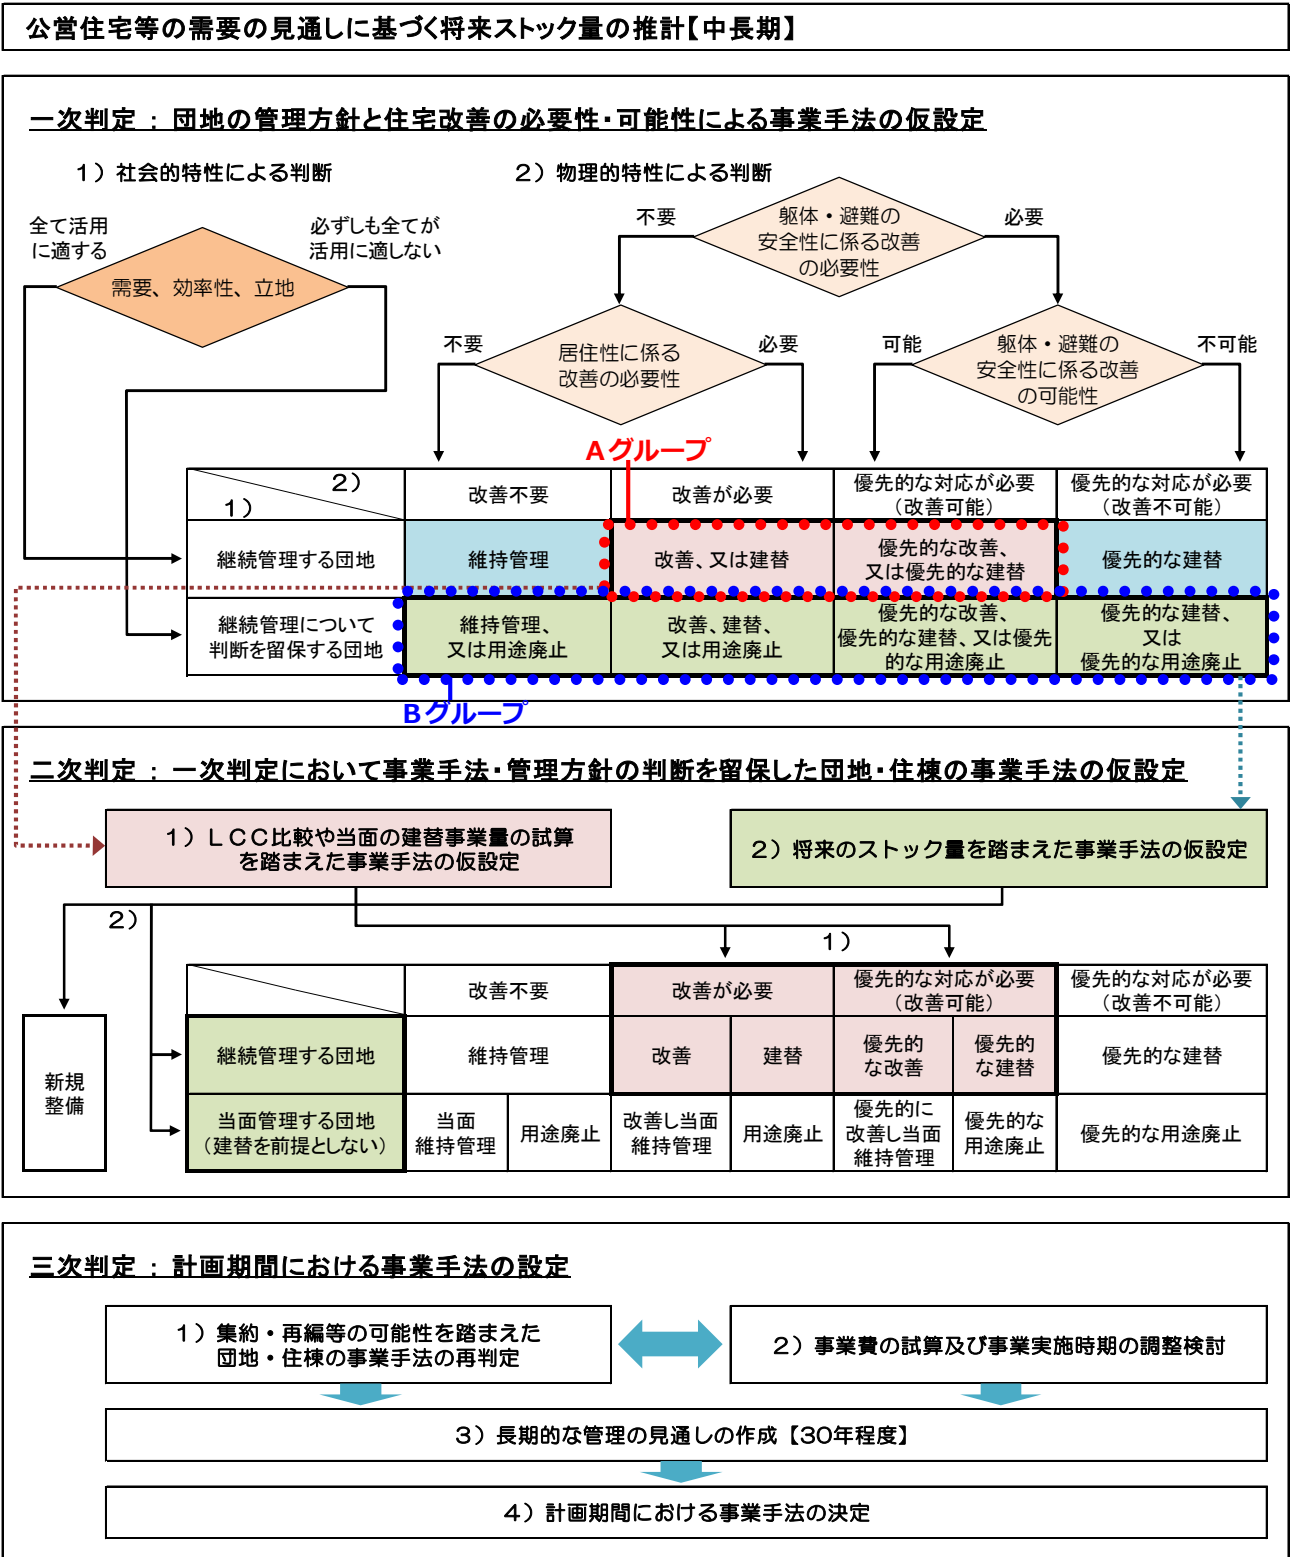 公営住宅等の需要の見通しに基づく将来ストック量の推計【中長期】
一次判定 ： 団地の管理方針と住宅改善の必要性・可能性による事業手法の仮設定
１）社会的特性による判断
２）物理的特性による判断
全て活用
に適する
必ずしも全てが
活用に適しない
需要、効率性、立地
不要
必要
躯体・避難の
安全性に係る改善
の必要性
不要
必要
居住性に係る
改善の必要性
可能
不可能
躯体・避難の
安全性に係る改善
の可能性
Aグループ
２）
１）
改善不要
改善が必要
優先的な対応が必要
（改善可能）
優先的な対応が必要
（改善不可能）
継続管理する団地
維持管理
改善、又は建替
優先的な改善、
又は優先的な建替
優先的な建替
継続管理について
判断を留保する団地
維持管理、
又は用途廃止
改善、建替、
又は用途廃止
優先的な改善、
優先的な建替、又は優先
的な用途廃止
優先的な建替、
又は
優先的な用途廃止
Bグループ
二次判定 ： 一次判定において事業手法・管理方針の判断を留保した団地・住棟の事業手法の仮設定
１）ＬＣＣ比較や当面の建替事業量の試算
を踏まえた事業手法の仮設定
２）将来のストック量を踏まえた事業手法の仮設定
２）
１）
改善不要
改善が必要
優先的な対応が必要
（改善可能）
優先的な対応が必要
（改善不可能）
新規
整備
継続管理する団地
維持管理
改善
建替
優先的
な改善
優先的
な建替
優先的な建替
当面管理する団地
（建替を前提としない）
当面
維持管理
用途廃止
改善し当面
維持管理
用途廃止
優先的に
改善し当面
維持管理
優先的な
用途廃止
優先的な用途廃止
三次判定 ： 計画期間における事業手法の設定
１）集約・再編等の可能性を踏まえた
団地・住棟の事業手法の再判定
２）事業費の試算及び事業実施時期の調整検討
３）長期的な管理の見通しの作成【30年程度】
４）計画期間における事業手法の決定